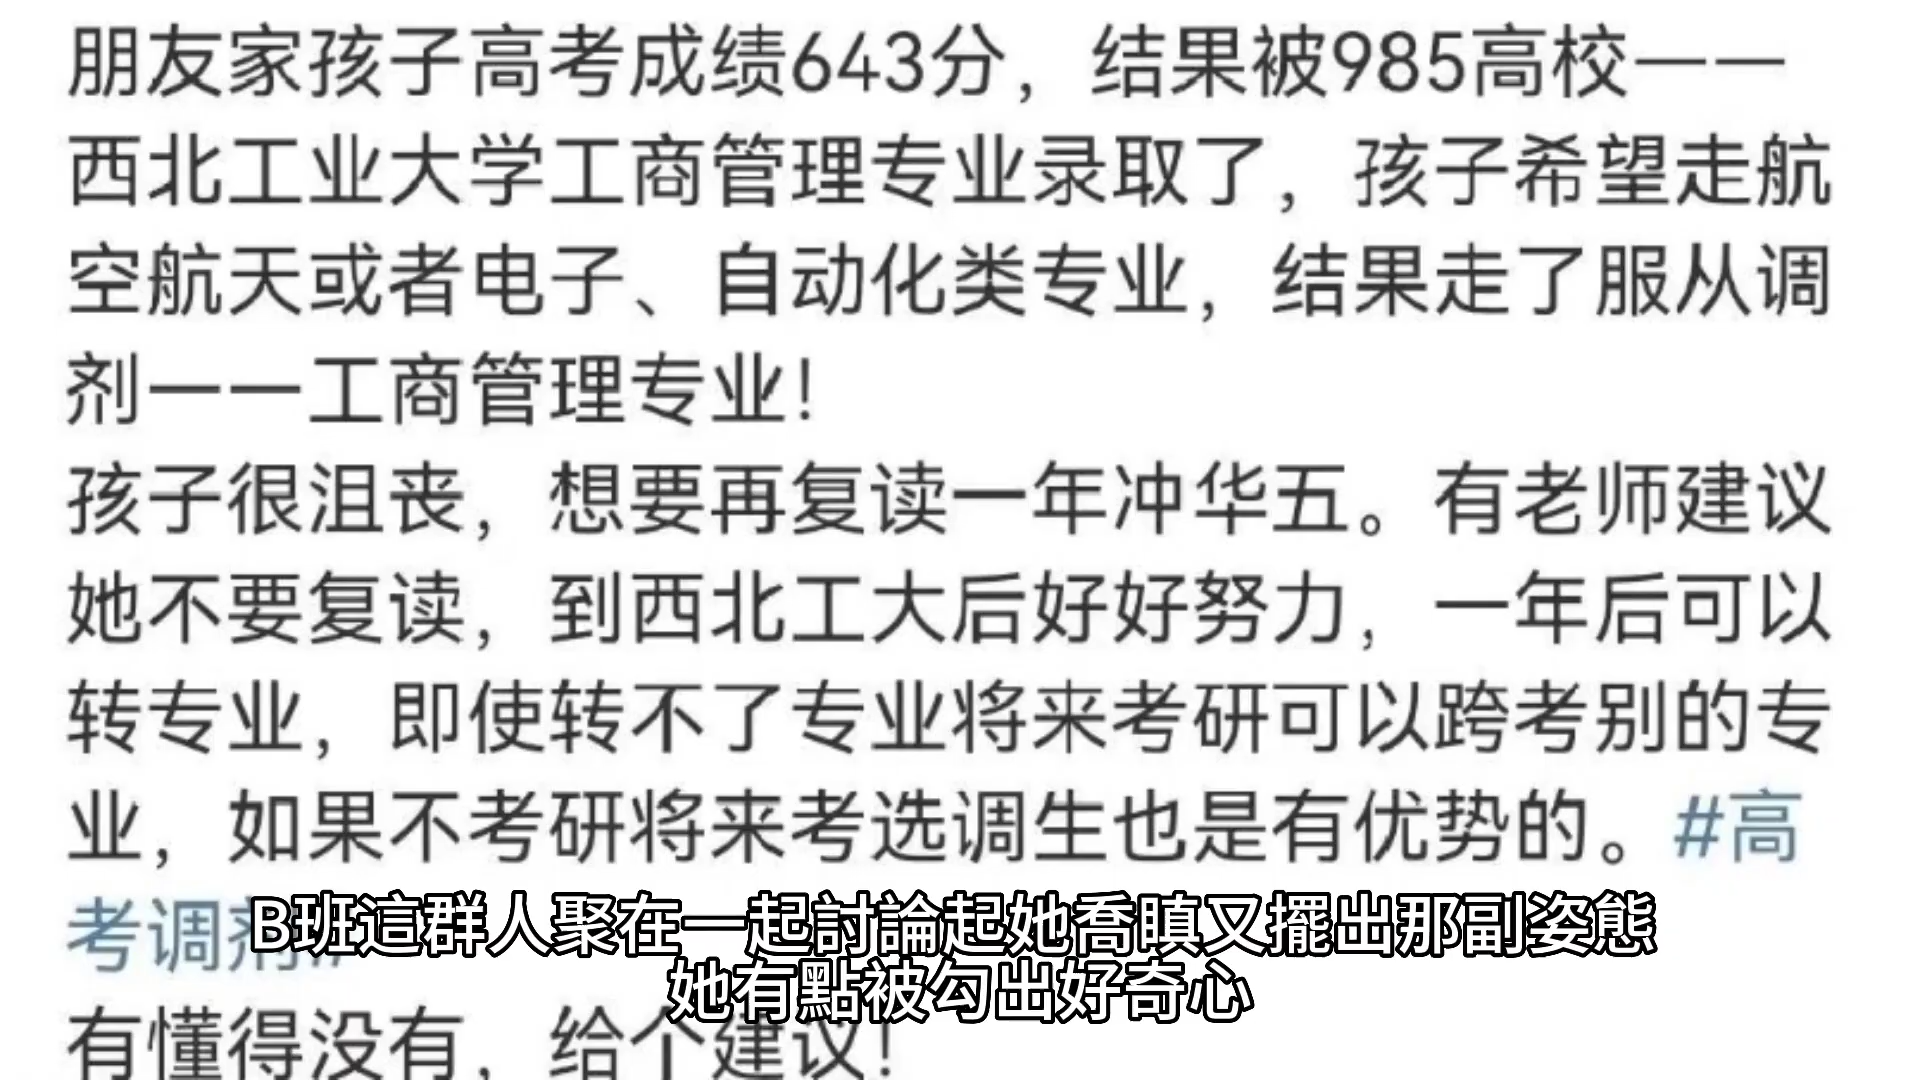 朋友家孩子高考成绩643分，结果被985高校——
西北工业大学工商管理专业录取了，孩子希望走航
空航天或者电子、自动化类专业，结果走了服从调
剂——工商管理专业！
孩子很沮丧，想要再复读一年冲华五。有老师建议
她不要复读，到西北工大后好好努力，一年后可以
转专业，即使转不了专业将来考研可以跨考别的专
业，如果不考研将来考选调生也是有优势的。#高
考调剂#
B班這群人聚在一起討論起她喬瞋又擺出那副姿態
她有點被勾出好奇心
有懂得没有，给个建议！